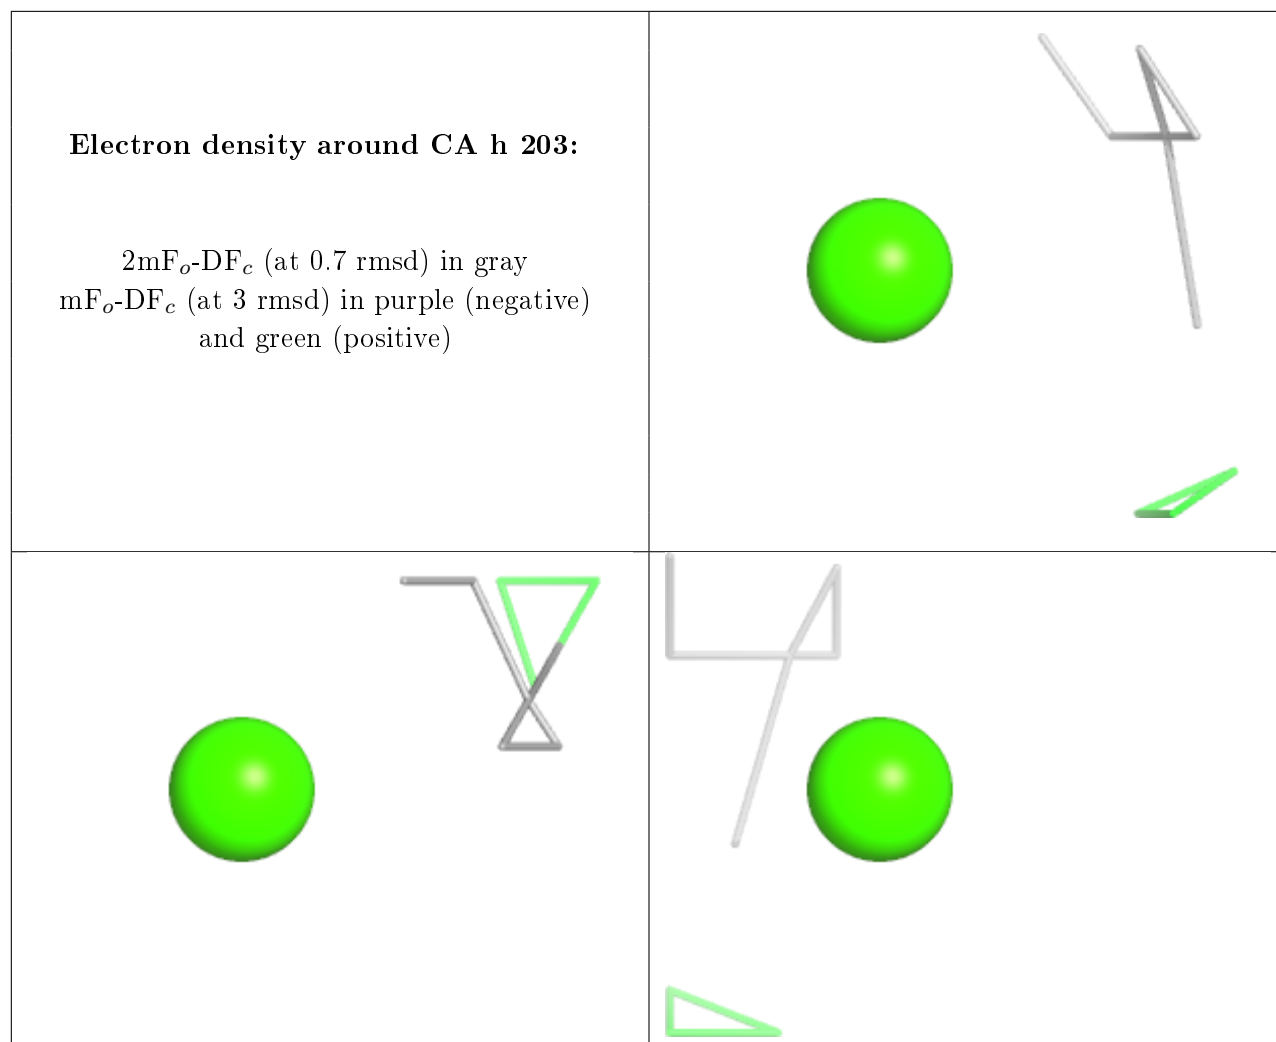 Electron density around CA h 203:
2mFₒ-DF𝒸 (at 0.7 rmsd) in gray
mFₒ-DF𝒸 (at 3 rmsd) in purple (negative)
and green (positive)